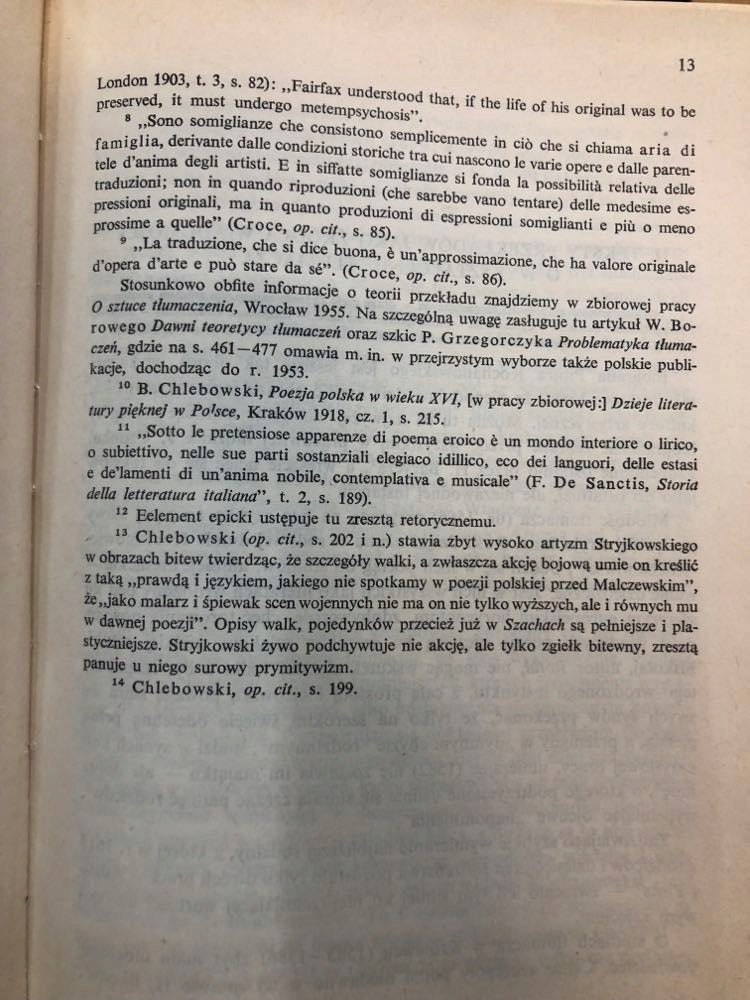 13
London 1903, t. 3, s. 82): „Fairfax understood that, if the life of his original was to be
preserved, it must undergo metempsychosis”.
⁸ „Sono somiglianze che consistono semplicemente in ciò che si chiama aria di
famiglia, derivante dalle condizioni storiche tra cui nascono le varie opere e dalle paren-
tele d'anima degli artisti. E in siffatte somiglianze si fonda la possibilità relativa delle
traduzioni; non in quando riproduzioni (che sarebbe vano tentare) delle medesime es-
pressioni originali, ma in quanto produzioni di espressioni somiglianti e più o meno
prossime a quelle” (Croce, op. cit., s. 85).
⁹ „La traduzione, che si dice buona, è un'approssimazione, che ha valore originale
d'opera d'arte e può stare da sé”. (Croce, op. cit., s. 86).
Stosunkowo obfite informacje o teorii przekładu znajdziemy w zbiorowej pracy
O sztuce tłumaczenia, Wrocław 1955. Na szczególną uwagę zasługuje tu artykuł W. Bo-
rowego Dawni teoretycy tłumaczeń oraz szkic P. Grzegorczyka Problematyka tłuma-
czeń, gdzie na s. 461—477 omawia m. in. w przejrzystym wyborze także polskie publi-
kacje, dochodząc do r. 1953.
¹⁰ B. Chlebowski, Poezja polska w wieku XVI, [w pracy zbiorowej:] Dzieje litera-
tury pięknej w Polsce, Kraków 1918, cz. 1, s. 215.
¹¹ „Sotto le pretensiose apparenze di poema eroico è un mondo interiore o lirico,
o subiettivo, nelle sue parti sostanziali elegiaco idillico, eco dei languori, delle estasi
e de'lamenti di un'anima nobile, contemplativa e musicale” (F. De Sanctis, Storia
della letteratura italiana”, t. 2, s. 189).
¹² Eelement epicki ustępuje tu zresztą retorycznemu.
¹³ Chlebowski (op. cit., s. 202 i n.) stawia zbyt wysoko artyzm Stryjkowskiego
w obrazach bitew twierdząc, że szczegóły walki, a zwłaszcza akcję bojową umie on kreślić
z taką „prawdą i językiem, jakiego nie spotkamy w poezji polskiej przed Malczewskim”,
że„jako malarz i śpiewak scen wojennych nie ma on nie tylko wyższych, ale i równych mu
w dawnej poezji”. Opisy walk, pojedynków przecież już w Szachach są pełniejsze i pla-
styczniejsze. Stryjkowski żywo podchwytuje nie akcję, ale tylko zgiełk bitewny, zresztą
panuje u niego surowy prymitywizm.
¹⁴ Chlebowski, op. cit., s. 199.